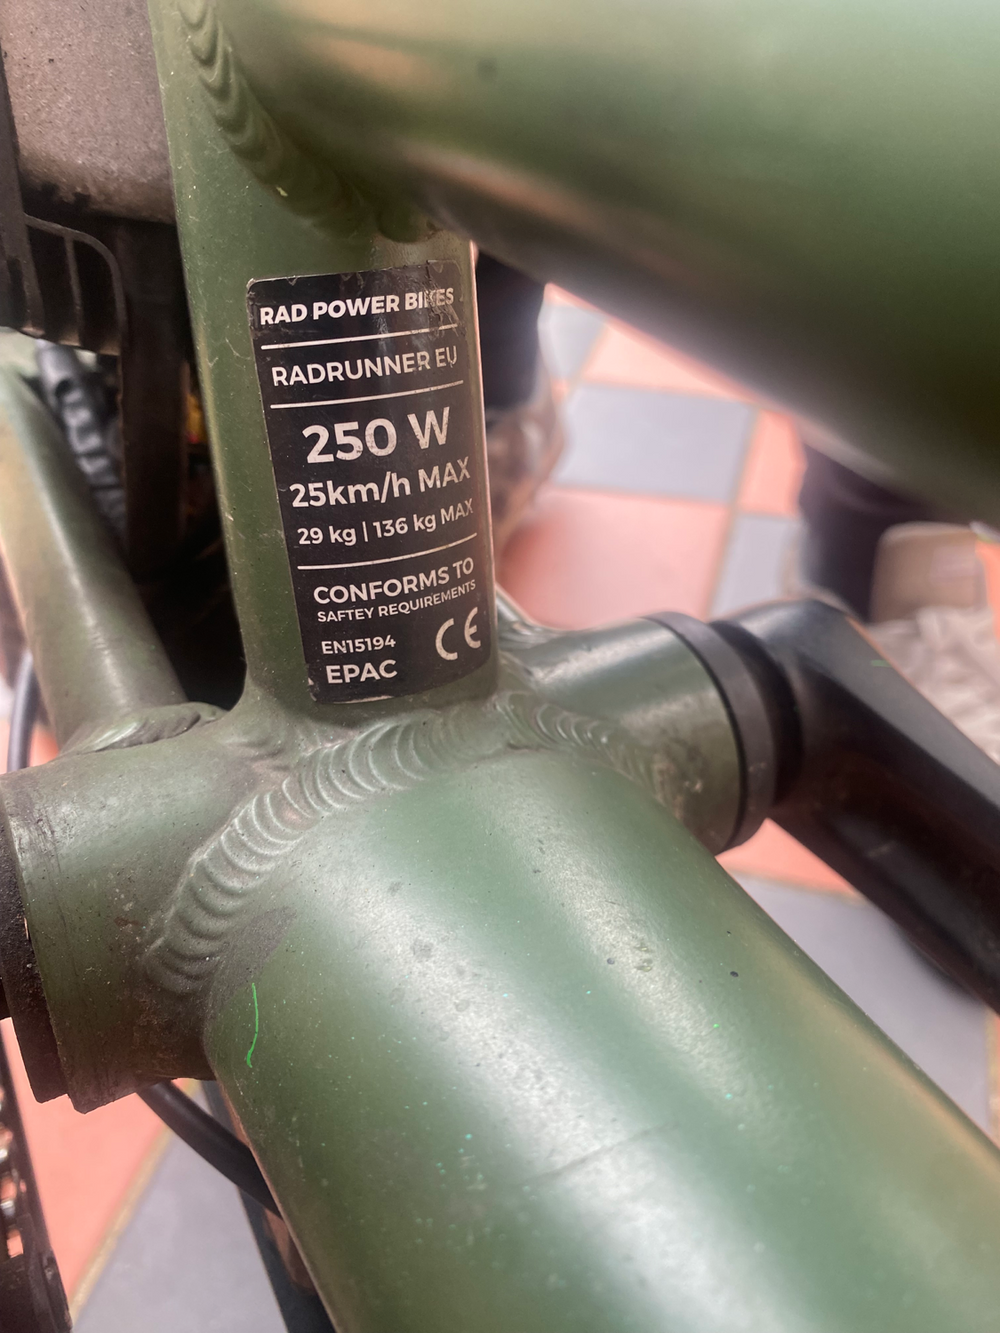 RAD POWER BIKES
RADRUNNER EU
250 W
25km/h MAX
29 kg | 136 kg MAX
CONFORMS TO
SAFTEY REQUIREMENTS
EN15194
EPAC
CE